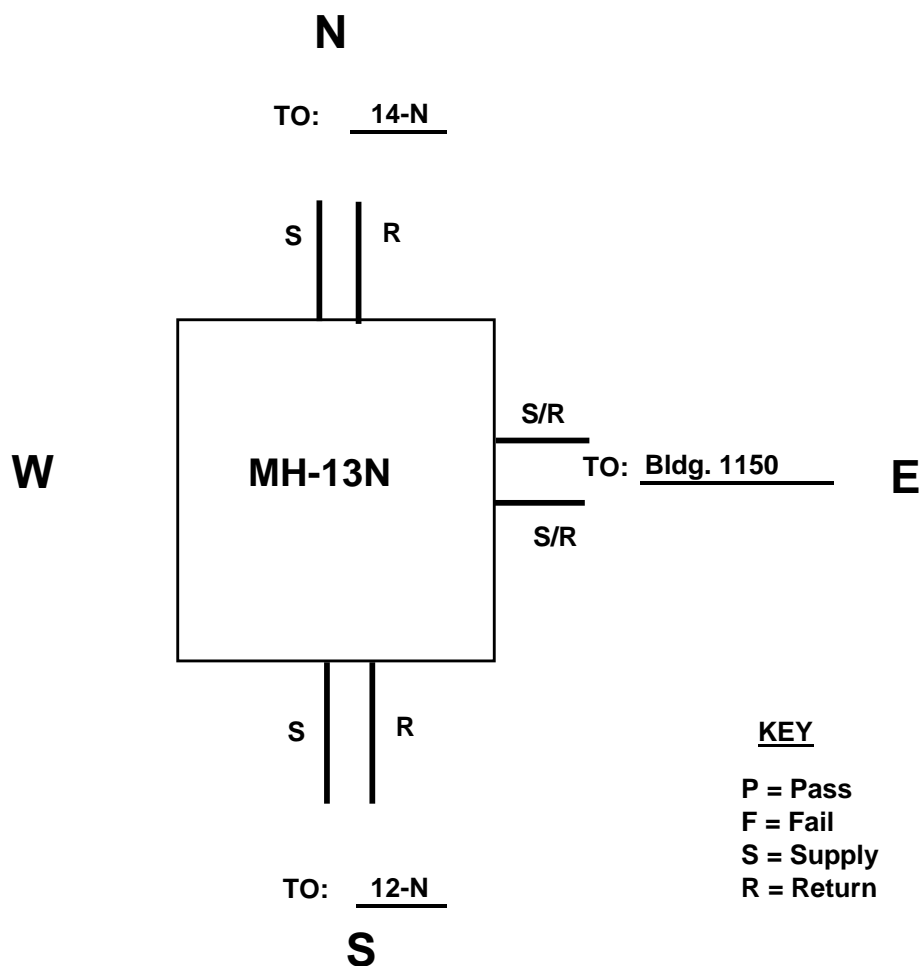 N
TO: 14-N
S R
S/R
W MH-13N TO: Bldg. 1150 E
S/R
S R
KEY
P = Pass
F = Fail
S = Supply
R = Return
TO: 12-N
S